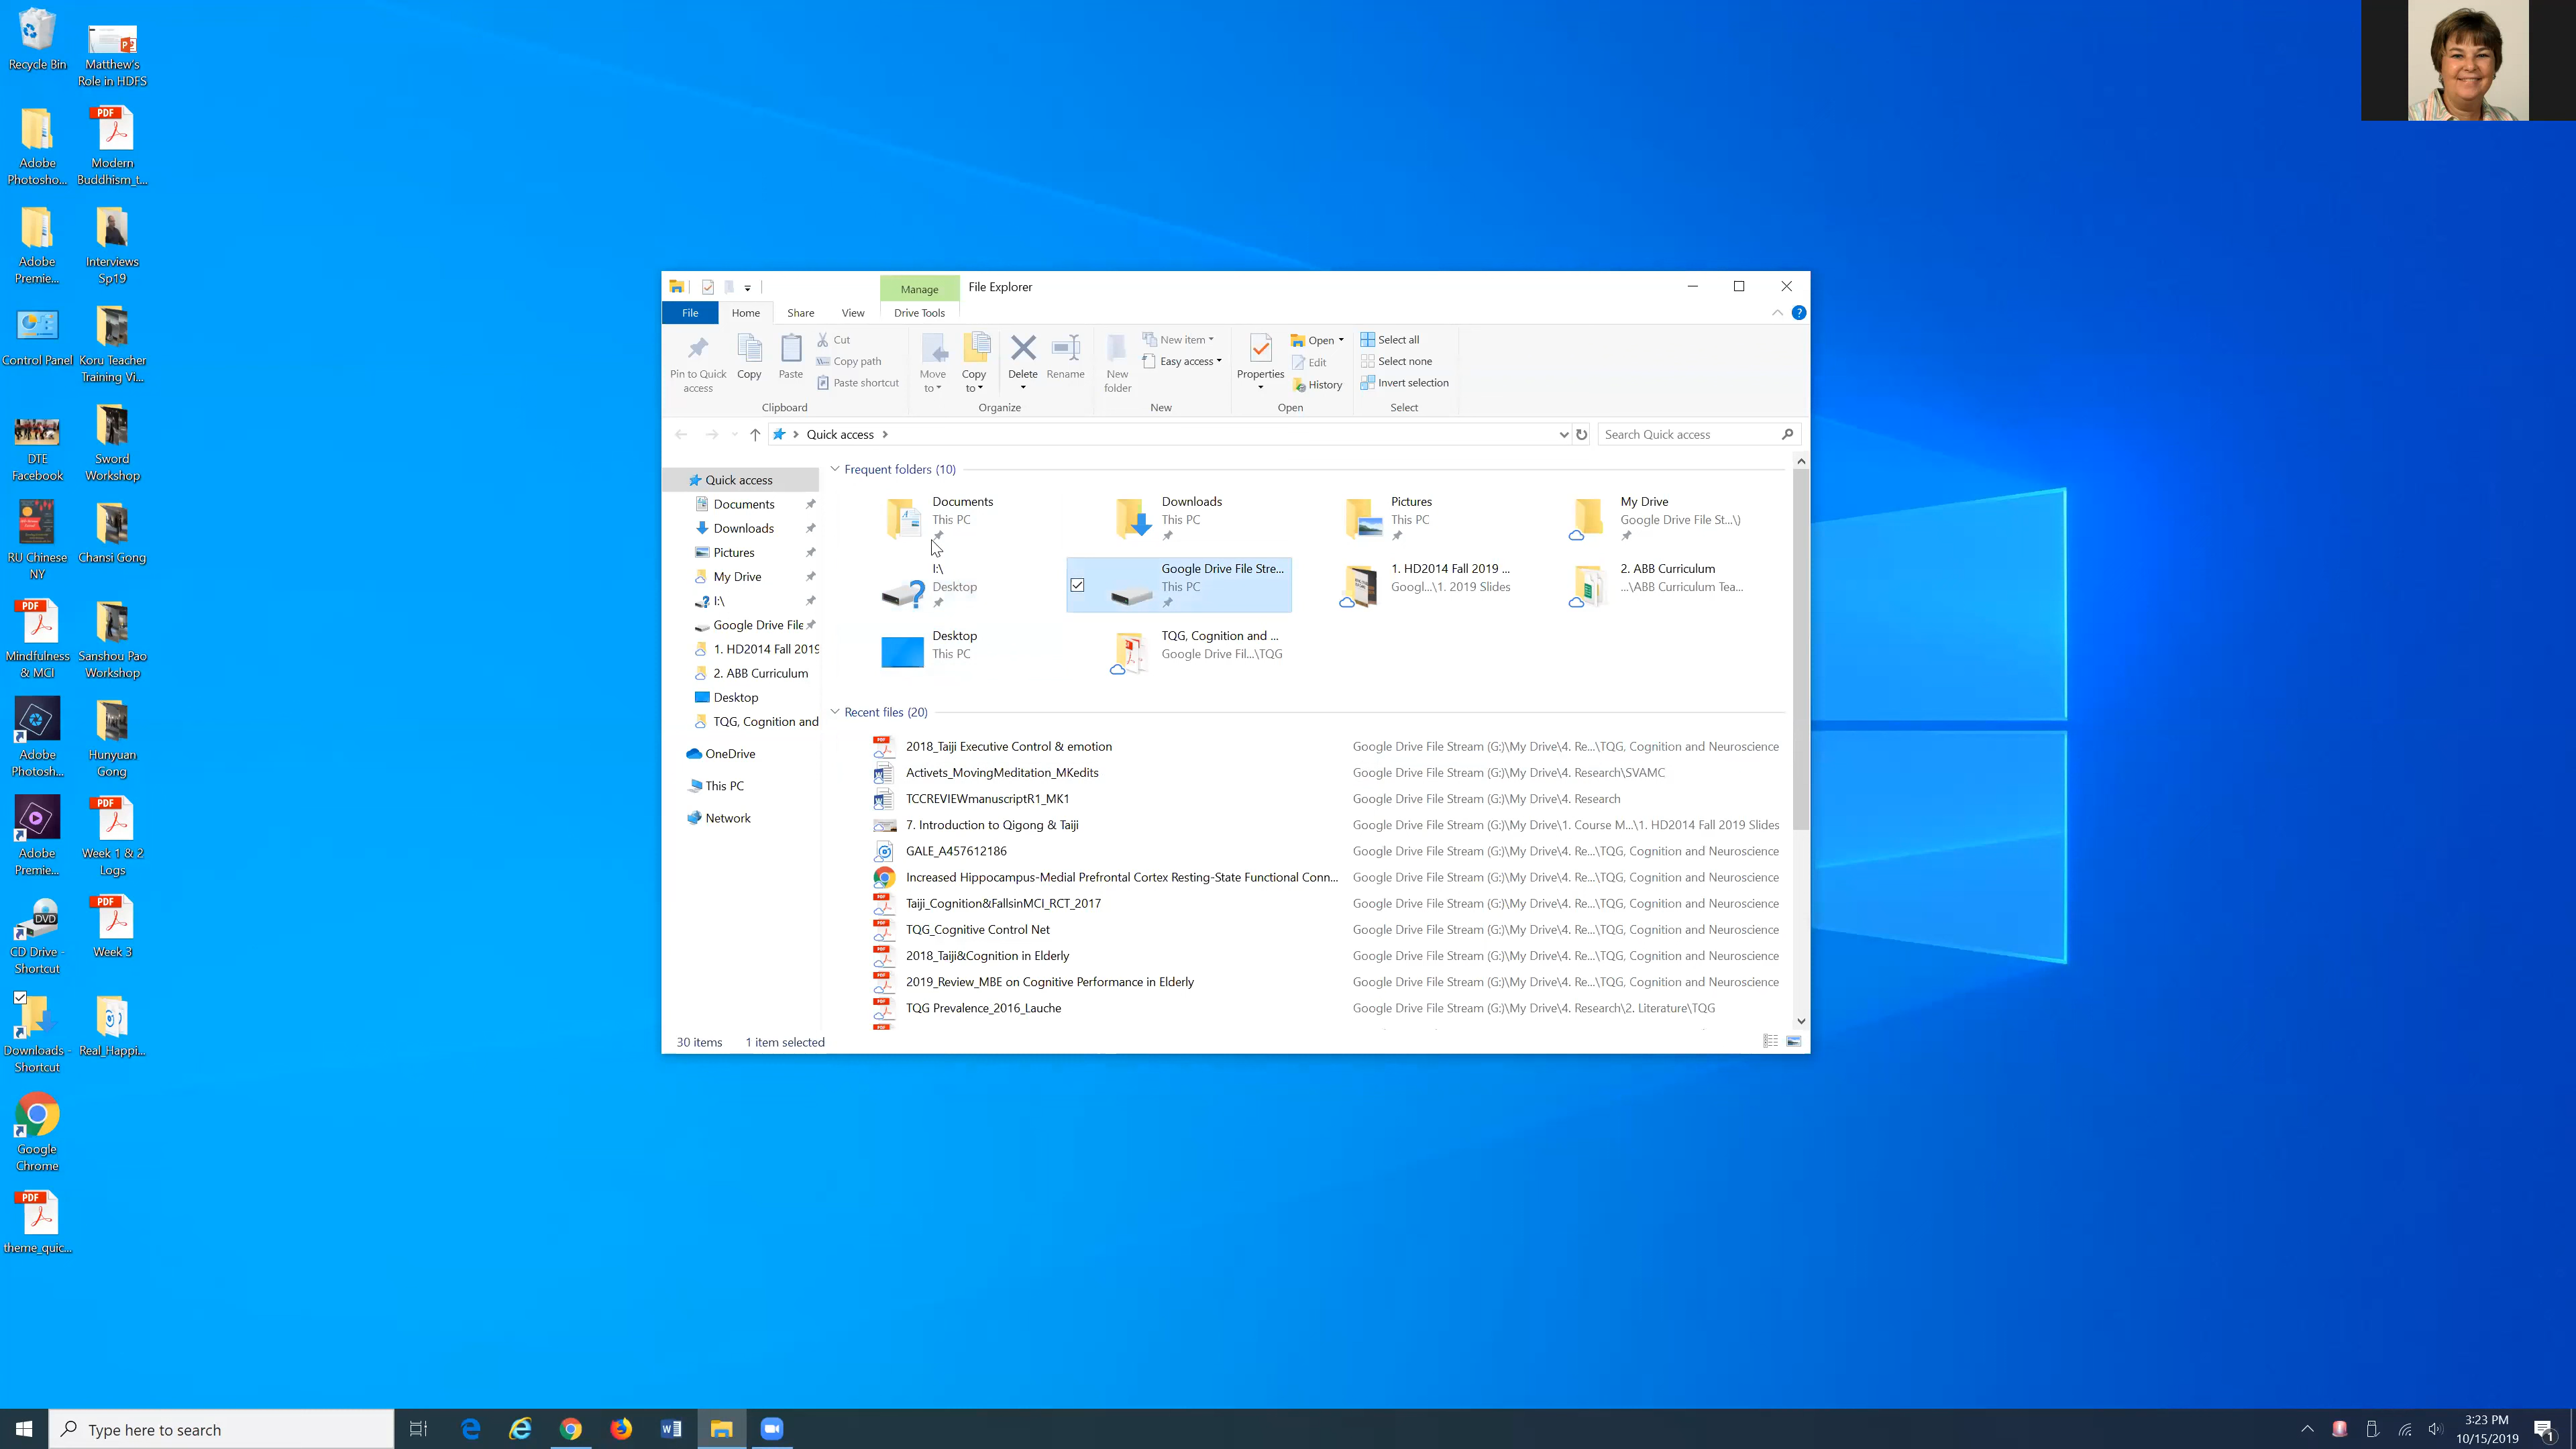 Recycle Bin
Matthew's
Role in HDFS
Adobe
Photosho...
PDF
Modern
Buddhism_t...
Adobe
Premie...
Interviews
Sp19
Control Panel
Koru Teacher
Training Vi...
DTE
Facebook
Sword
Workshop
RU Chinese
NY
Chansi Gong
PDF
Mindfulness
& MCI
Sanshou Pao
Workshop
Adobe
Photosh...
Hunyuan
Gong
Adobe
Premie...
PDF
Week 1 & 2
Logs
DVD
CD Drive -
Shortcut
PDF
Week 3
Downloads -
Shortcut
Real_Happi...
Google
Chrome
PDF
theme_quic...
Manage
File Explorer
File
Home
Share
View
Drive Tools
Pin to Quick
access
Copy
Paste
Cut
Copy path
Paste shortcut
Clipboard
Move
to
Copy
to
Delete
Rename
Organize
New
folder
New item
Easy access
New
Properties
Open
Edit
History
Open
Select all
Select none
Invert selection
Select
Quick access
Search Quick access
Quick access
Documents
Downloads
Pictures
My Drive
I:\
Google Drive File
1. HD2014 Fall 2019
2. ABB Curriculum
Desktop
TQG, Cognition and
OneDrive
This PC
Network
Frequent folders (10)
Documents
This PC
Downloads
This PC
Pictures
This PC
My Drive
Google Drive File St...\)
I:\
Desktop
Google Drive File Stre...
This PC
1. HD2014 Fall 2019 ...
Googl...\1. 2019 Slides
2. ABB Curriculum
...\ABB Curriculum Tea...
Desktop
This PC
TQG, Cognition and ...
Google Drive Fil...\TQG
Recent files (20)
2018_Taiji Executive Control & emotion Google Drive File Stream (G:)\My Drive\4. Re...\TQG, Cognition and Neuroscience
Activets_MovingMeditation_MKedits Google Drive File Stream (G:)\My Drive\4. Research\SVAMC
TCCREVIEWmanuscriptR1_MK1 Google Drive File Stream (G:)\My Drive\4. Research
7. Introduction to Qigong & Taiji Google Drive File Stream (G:)\My Drive\1. Course M...\1. HD2014 Fall 2019 Slides
GALE_A457612186 Google Drive File Stream (G:)\My Drive\4. Re...\TQG, Cognition and Neuroscience
Increased Hippocampus-Medial Prefrontal Cortex Resting-State Functional Conn... Google Drive File Stream (G:)\My Drive\4. Re...\TQG, Cognition and Neuroscience
Taiji_Cognition&FallsinMCI_RCT_2017 Google Drive File Stream (G:)\My Drive\4. Re...\TQG, Cognition and Neuroscience
TQG_Cognitive Control Net Google Drive File Stream (G:)\My Drive\4. Re...\TQG, Cognition and Neuroscience
2018_Taiji&Cognition in Elderly Google Drive File Stream (G:)\My Drive\4. Re...\TQG, Cognition and Neuroscience
2019_Review_MBE on Cognitive Performance in Elderly Google Drive File Stream (G:)\My Drive\4. Re...\TQG, Cognition and Neuroscience
TQG Prevalence_2016_Lauche Google Drive File Stream (G:)\My Drive\4. Research\2. Literature\TQG
30 items 1 item selected
Type here to search
3:23 PM
10/15/2019
1